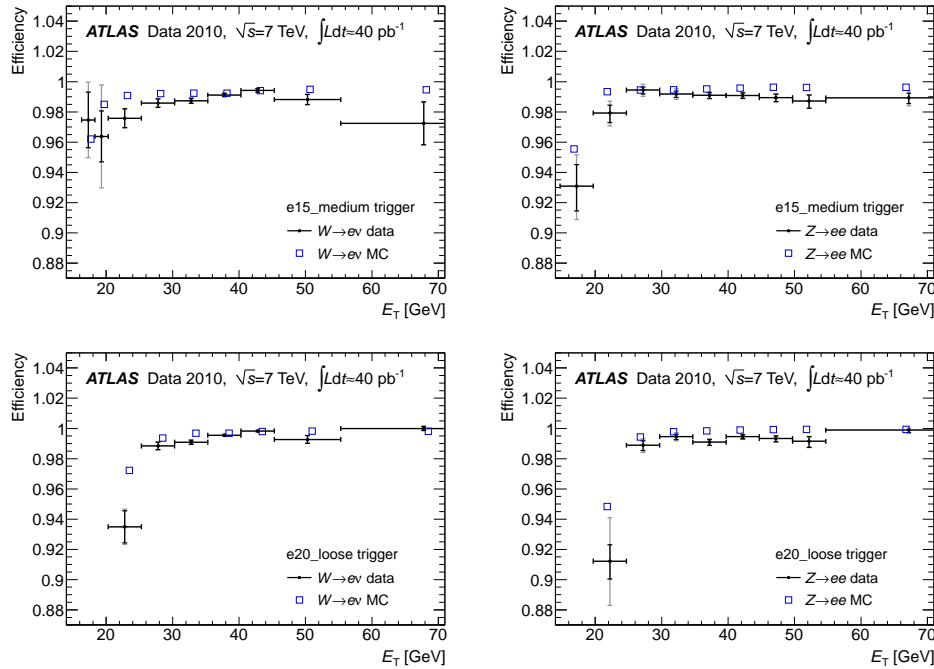 Efficiency
1.04
1.02
1
0.98
0.96
0.94
0.92
0.9
0.88
ATLAS Data 2010, √s=7 TeV, ∫Ldt≈40 pb⁻¹
e15_medium trigger
W→eν data
W→eν MC
20 30 40 50 60 70
E_T [GeV]
Efficiency
1.04
1.02
1
0.98
0.96
0.94
0.92
0.9
0.88
ATLAS Data 2010, √s=7 TeV, ∫Ldt≈40 pb⁻¹
e15_medium trigger
Z→ee data
Z→ee MC
20 30 40 50 60 70
E_T [GeV]
Efficiency
1.04
1.02
1
0.98
0.96
0.94
0.92
0.9
0.88
ATLAS Data 2010, √s=7 TeV, ∫Ldt≈40 pb⁻¹
e20_loose trigger
W→eν data
W→eν MC
20 30 40 50 60 70
E_T [GeV]
Efficiency
1.04
1.02
1
0.98
0.96
0.94
0.92
0.9
0.88
ATLAS Data 2010, √s=7 TeV, ∫Ldt≈40 pb⁻¹
e20_loose trigger
Z→ee data
Z→ee MC
20 30 40 50 60 70
E_T [GeV]